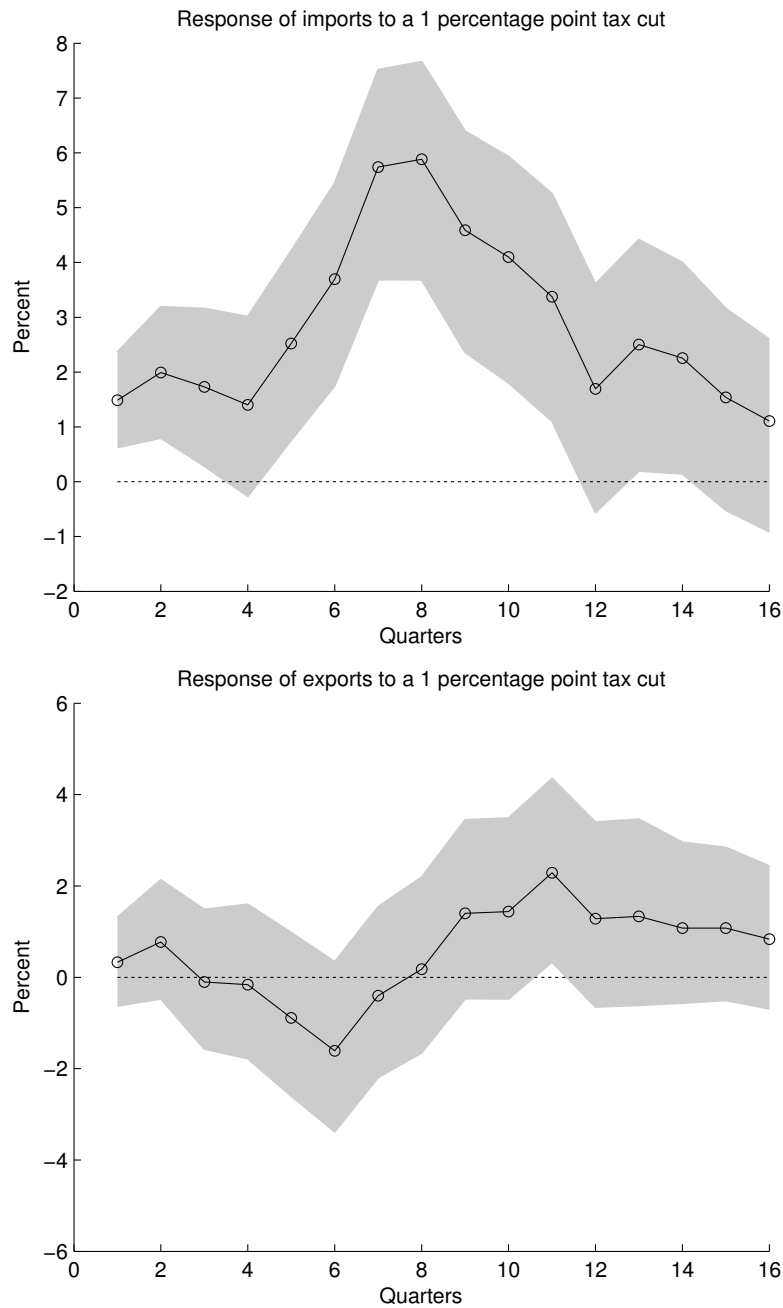 Response of imports to a 1 percentage point tax cut
8
7
6
5
4
3
2
1
0
−1
−2
Percent
0 2 4 6 8 10 12 14 16
Quarters
Response of exports to a 1 percentage point tax cut
6
4
2
0
−2
−4
−6
Percent
0 2 4 6 8 10 12 14 16
Quarters